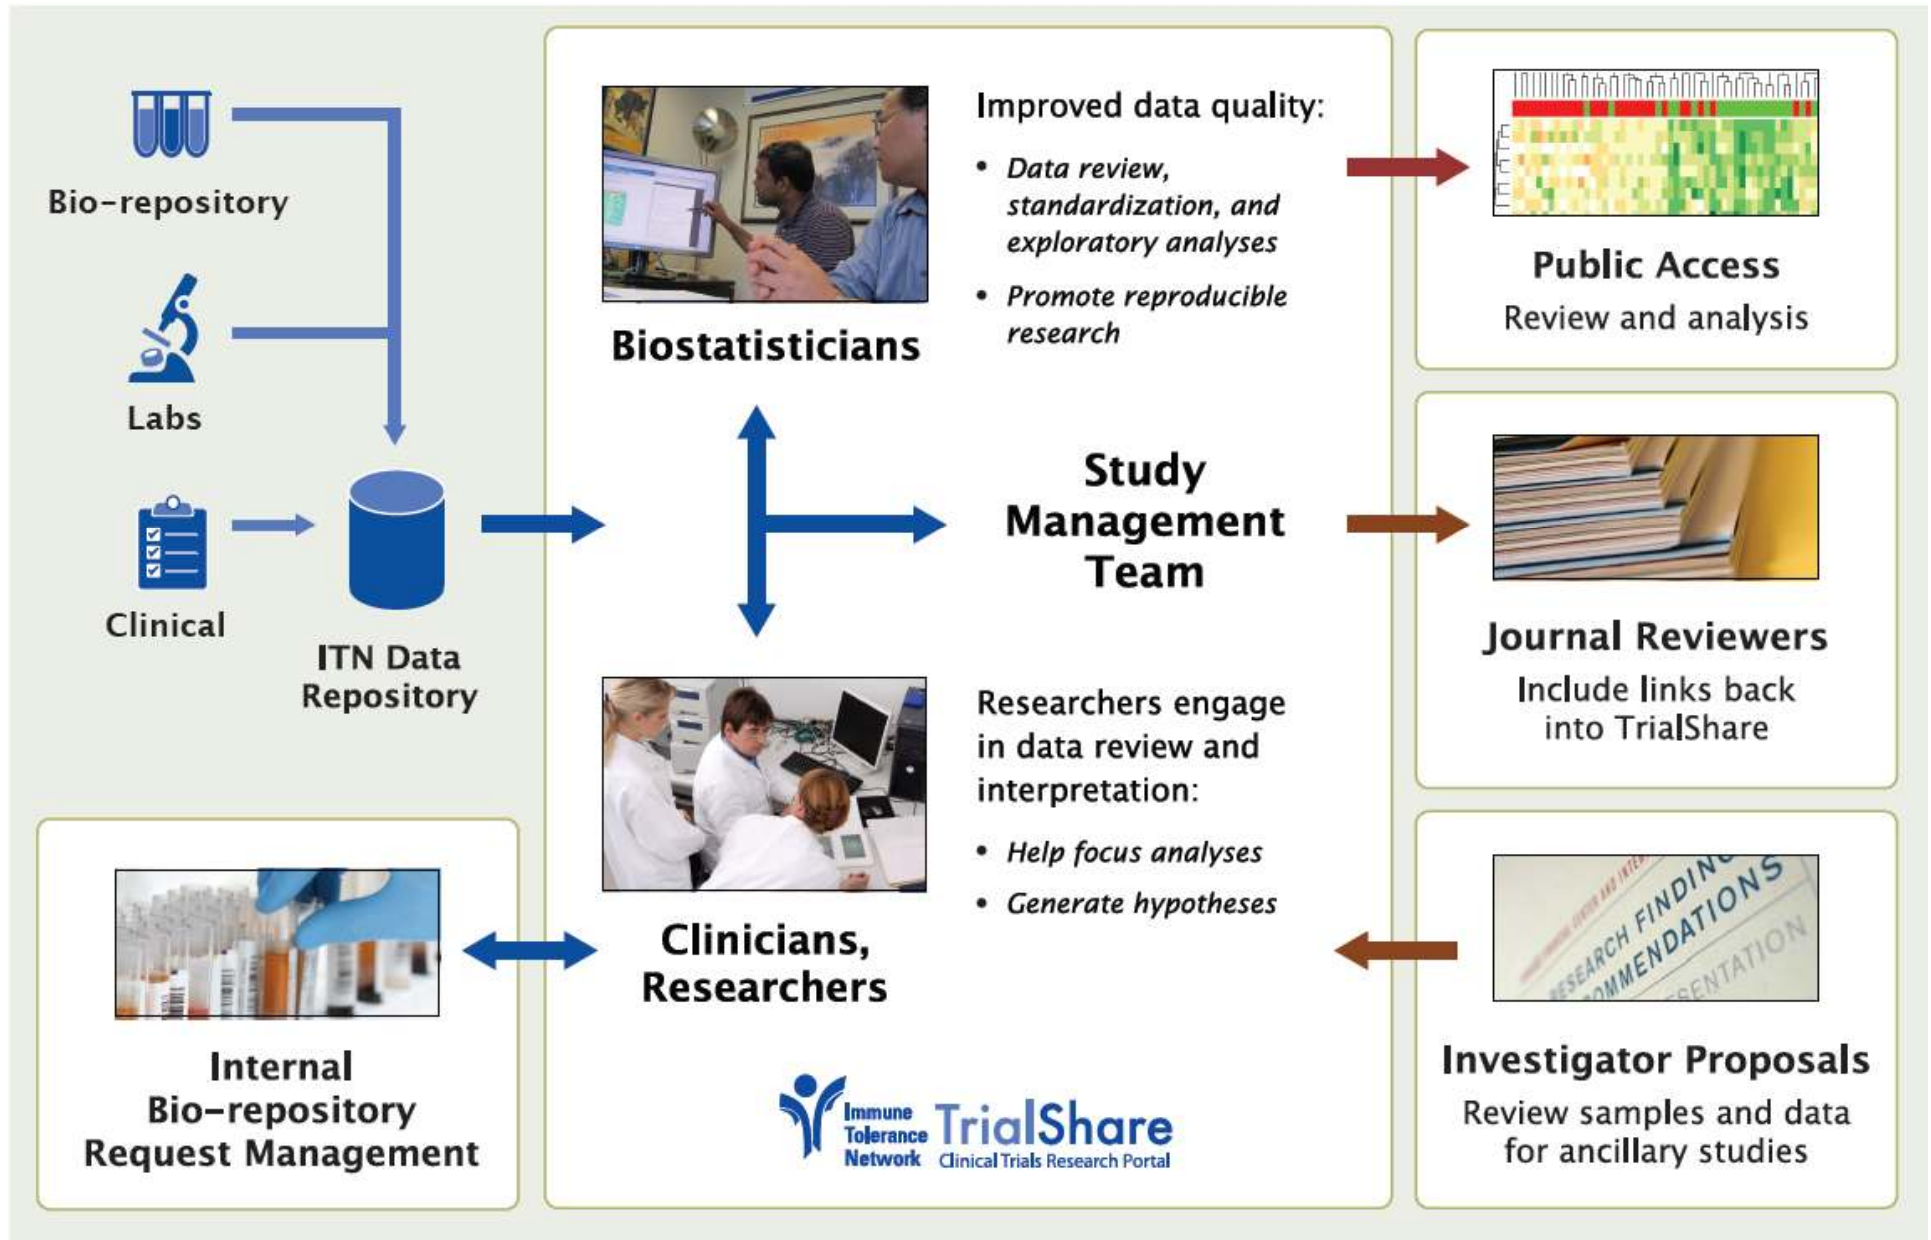 Bio-repository
Labs
Clinical
ITN Data
Repository
Internal
Bio-repository
Request Management
Biostatisticians
Improved data quality:
• Data review,
standardization, and
exploratory analyses
• Promote reproducible
research
Study
Management
Team
Clinicians,
Researchers
Researchers engage
in data review and
interpretation:
• Help focus analyses
• Generate hypotheses
Immune
Tolerance
Network
TrialShare
Clinical Trials Research Portal
Public Access
Review and analysis
Journal Reviewers
Include links back
into TrialShare
RESEARCH FINDING
OMMENDATIONS
ESENTATION
Investigator Proposals
Review samples and data
for ancillary studies